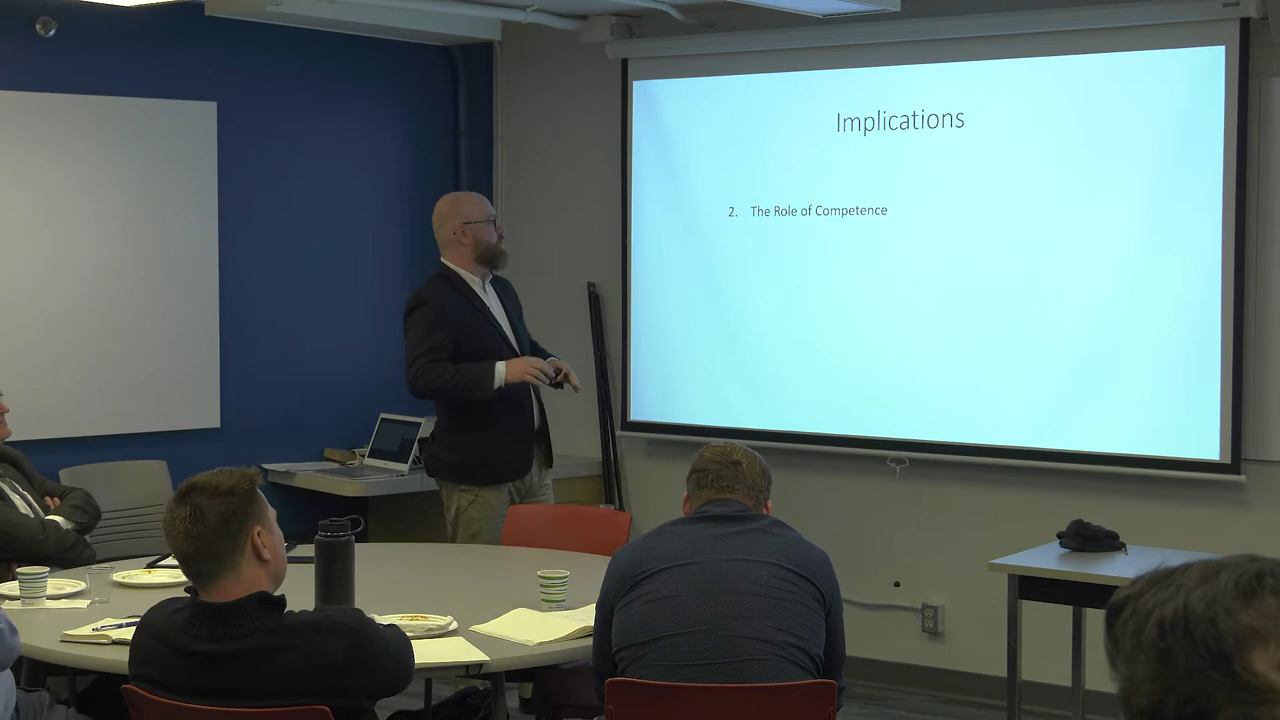 Implications
2. The Role of Competence